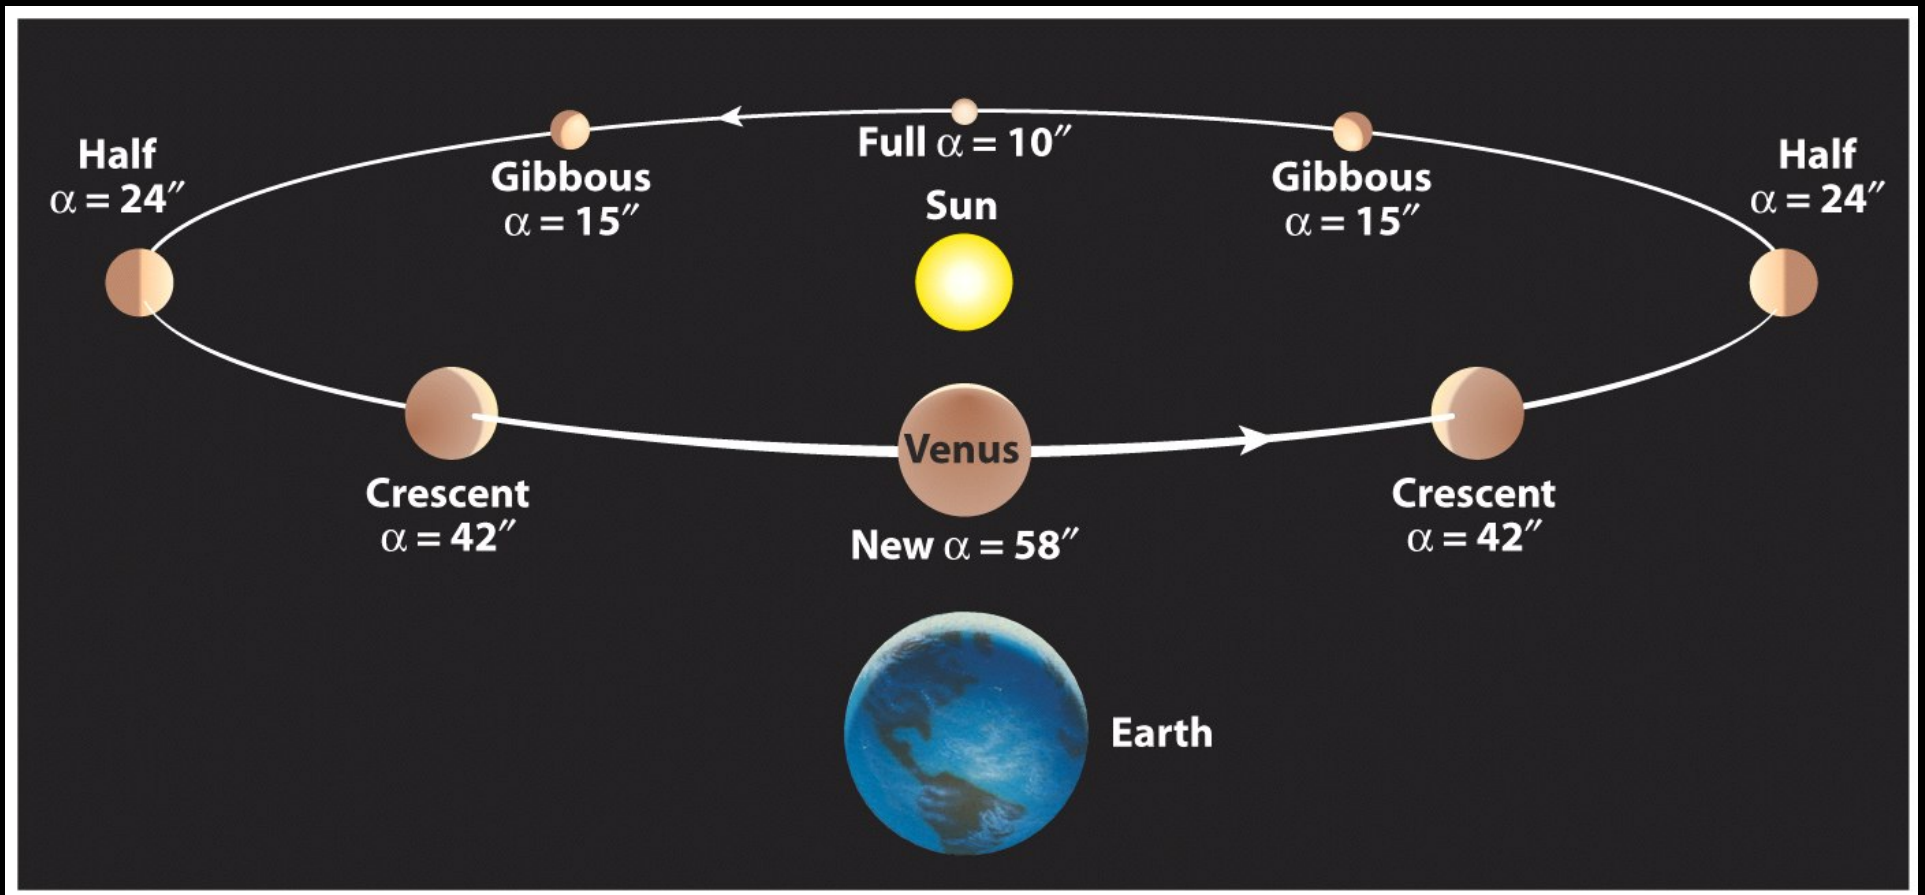 Full α = 10″
Half
α = 24″
Gibbous
α = 15″
Gibbous
α = 15″
Half
α = 24″
Sun
Venus
Crescent
α = 42″
New α = 58″
Crescent
α = 42″
Earth